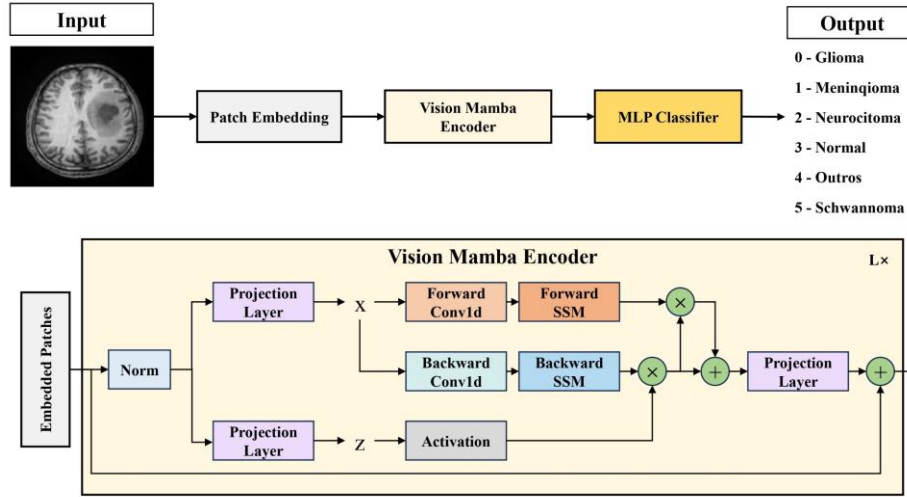 Input
Output
Patch Embedding
Vision Mamba
Encoder
MLP Classifier
0 - Glioma
1 - Meninqioma
2 - Neurocitoma
3 - Normal
4 - Outros
5 - Schwannoma
Vision Mamba Encoder
L×
Embedded Patches
Norm
Projection
Layer
X
Forward
Conv1d
Forward
SSM
×
Backward
Conv1d
Backward
SSM
×
+
Projection
Layer
+
Projection
Layer
Z
Activation